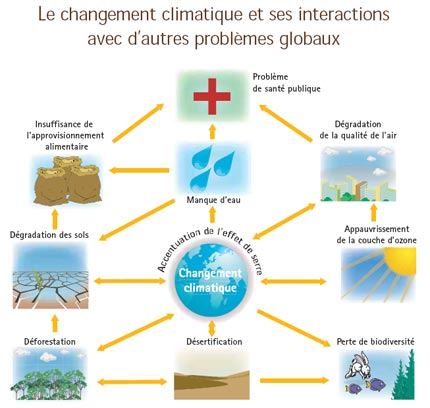 Le changement climatique et ses interactions
avec d'autres problèmes globaux
Problème
de santé publique
Insuffisance de
l'approvisionnement
alimentaire
Dégradation
de la qualité de l'air
Manque d'eau
Dégradation des sols
Accentuation de l'effet de serre
Appauvrissement
de la couche d'ozone
Changement
climatique
Déforestation
Désertification
Perte de biodiversité